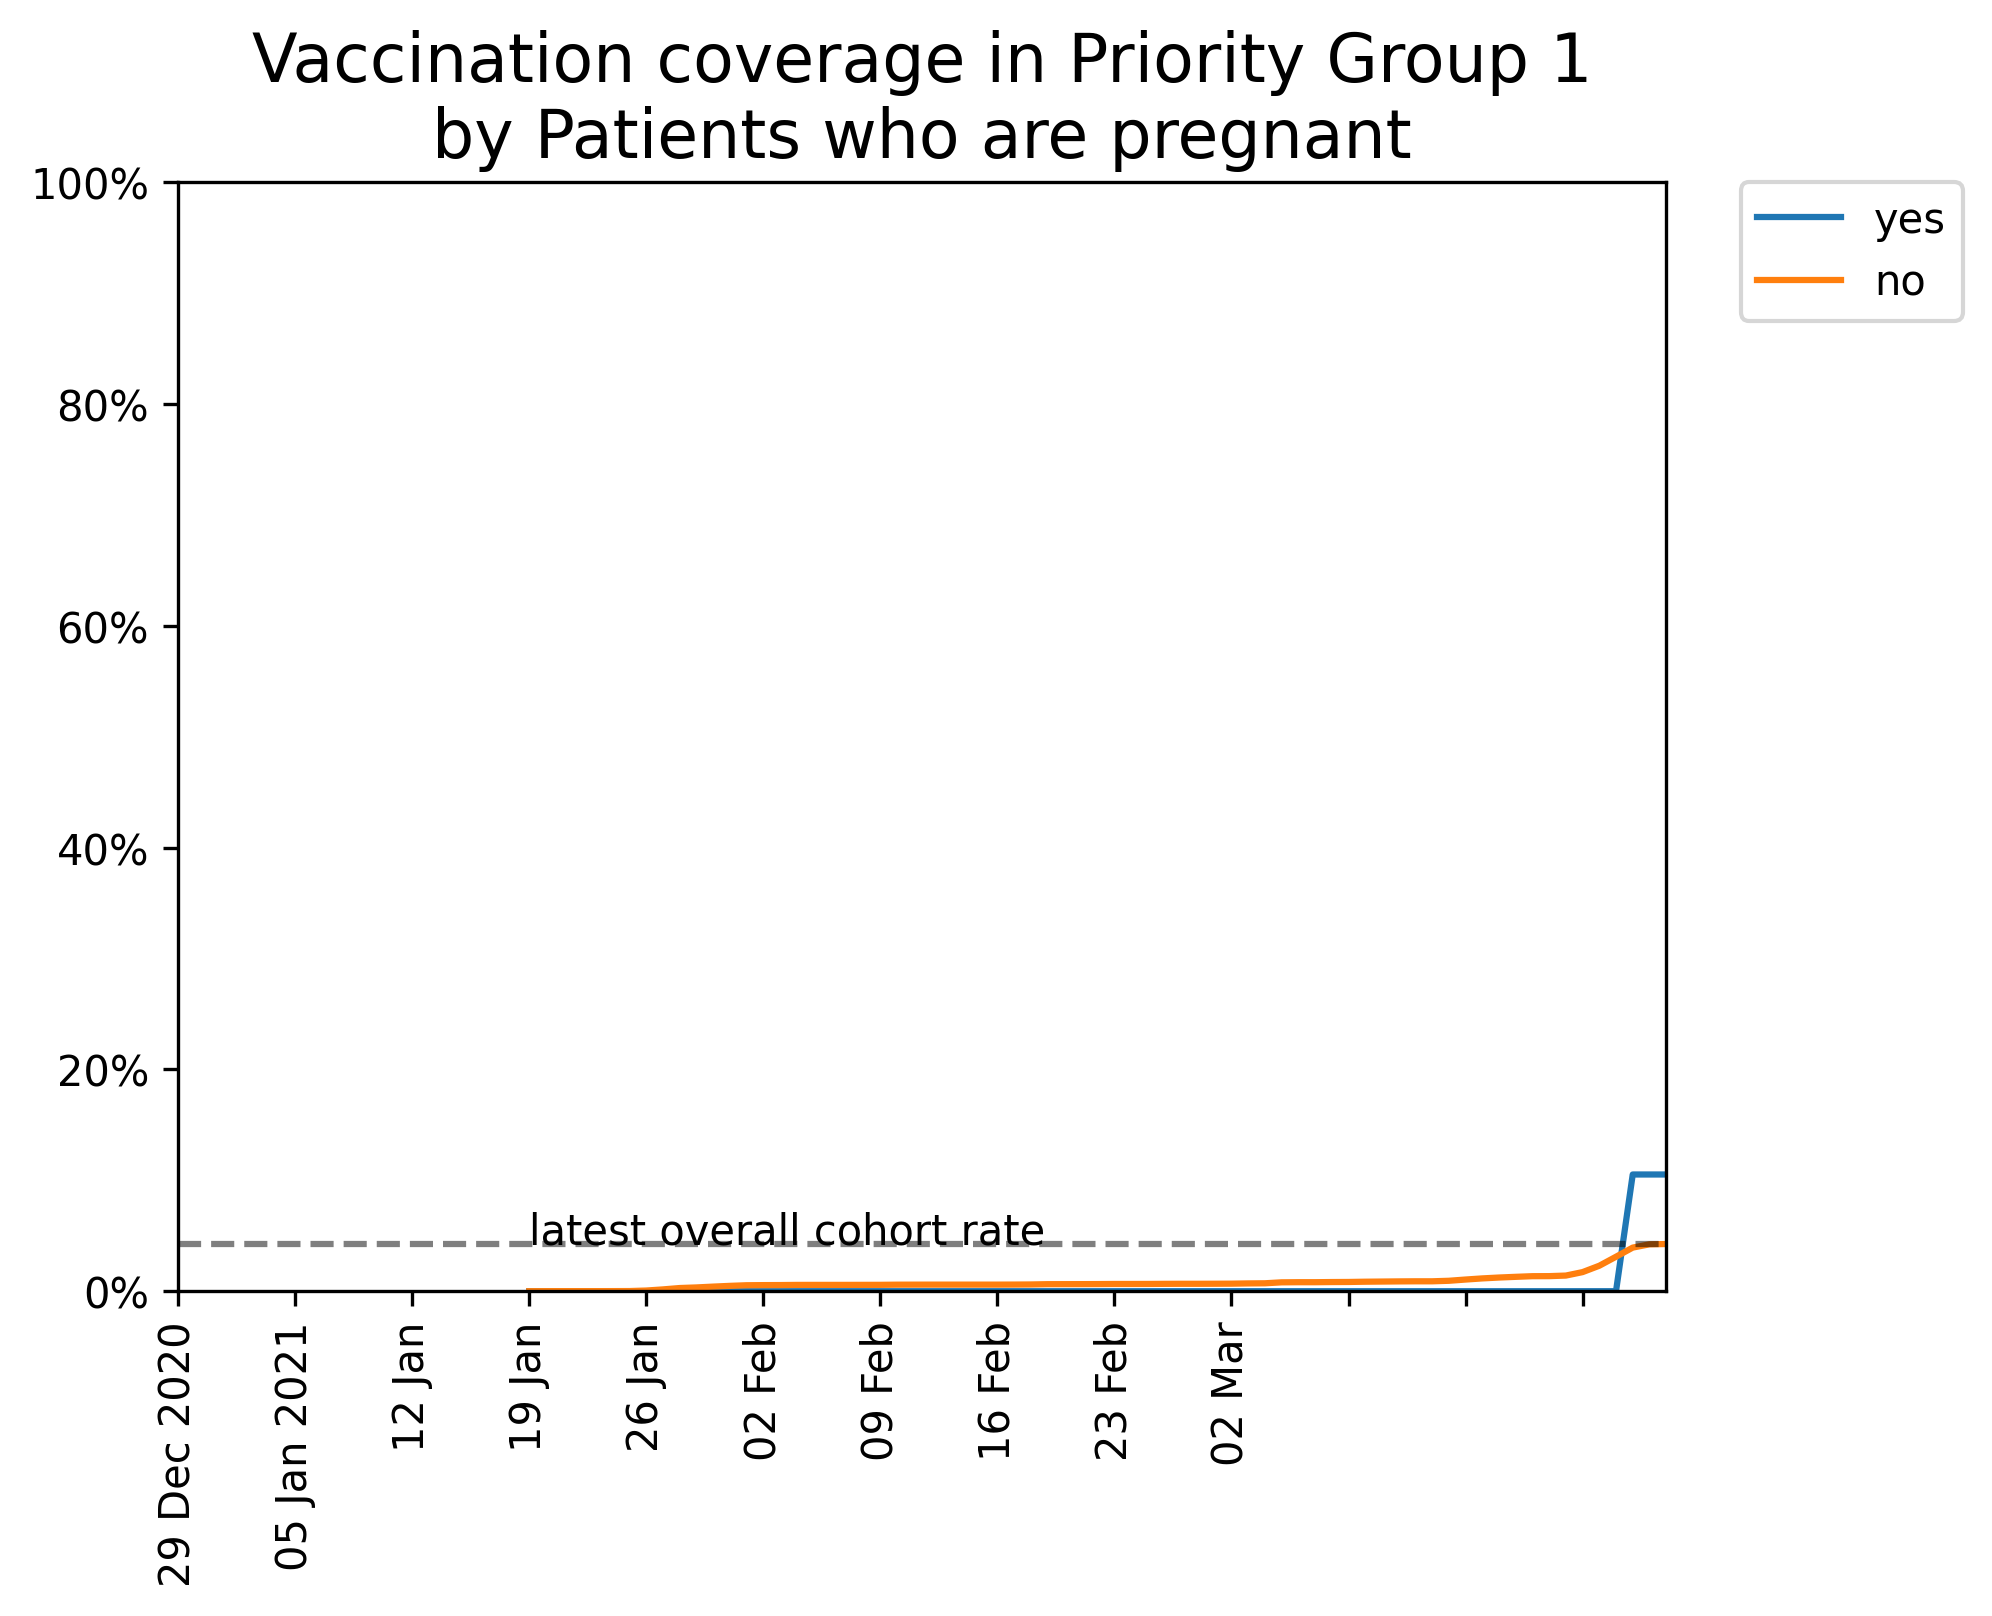 Vaccination coverage in Priority Group 1
by Patients who are pregnant
100%
80%
60%
40%
20%
0%
yes
no
latest overall cohort rate
29 Dec 2020
05 Jan 2021
12 Jan
19 Jan
26 Jan
02 Feb
09 Feb
16 Feb
23 Feb
02 Mar